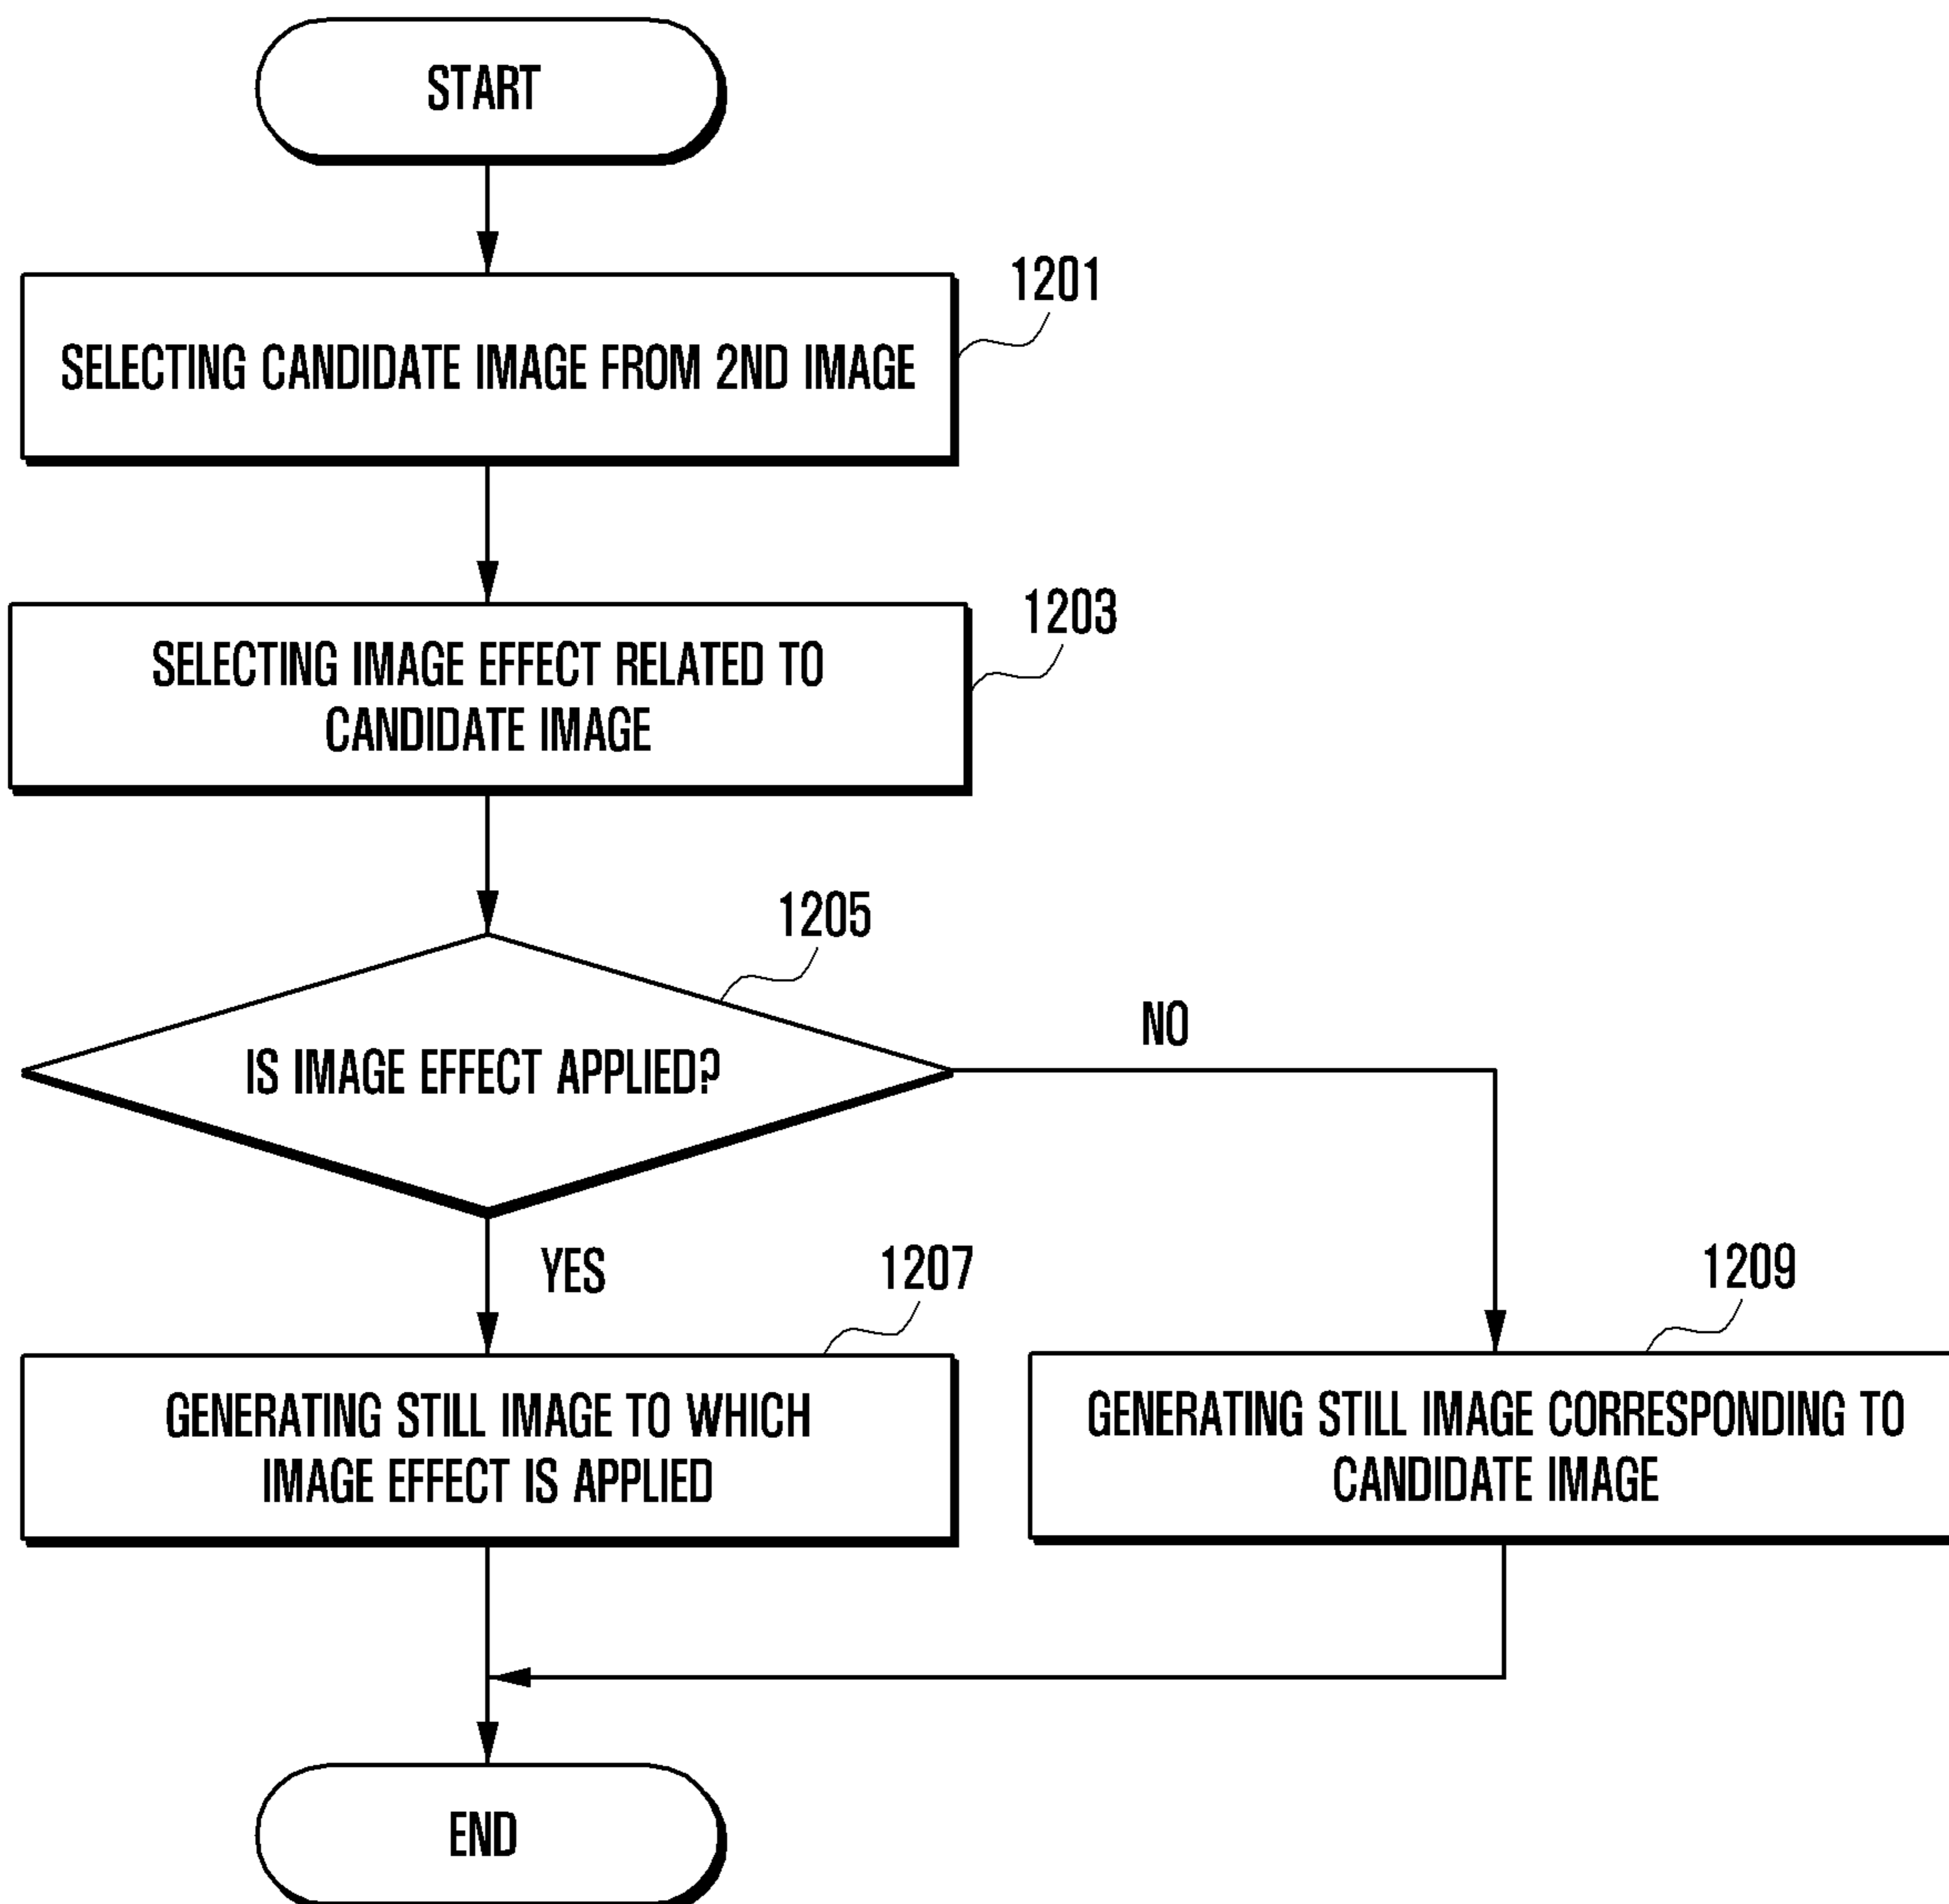 START
1201
SELECTING CANDIDATE IMAGE FROM 2ND IMAGE
1203
SELECTING IMAGE EFFECT RELATED TO
CANDIDATE IMAGE
1205
IS IMAGE EFFECT APPLIED?
NO
YES
1207
GENERATING STILL IMAGE TO WHICH
IMAGE EFFECT IS APPLIED
1209
GENERATING STILL IMAGE CORRESPONDING TO
CANDIDATE IMAGE
END